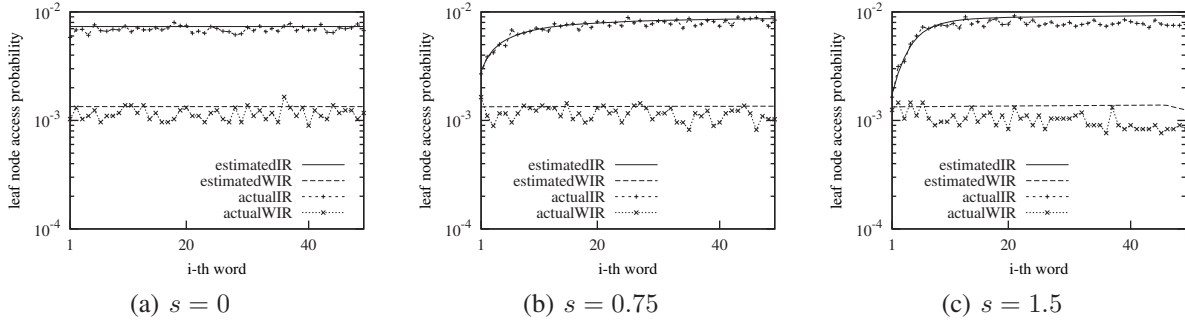 leaf node access probability
10^-2
10^-3
10^-4
estimatedIR
estimatedWIR
actualIR
actualWIR
1 20 40
i-th word
(a) s = 0
leaf node access probability
10^-2
10^-3
10^-4
estimatedIR
estimatedWIR
actualIR
actualWIR
1 20 40
i-th word
(b) s = 0.75
leaf node access probability
10^-2
10^-3
10^-4
estimatedIR
estimatedWIR
actualIR
actualWIR
1 20 40
i-th word
(c) s = 1.5